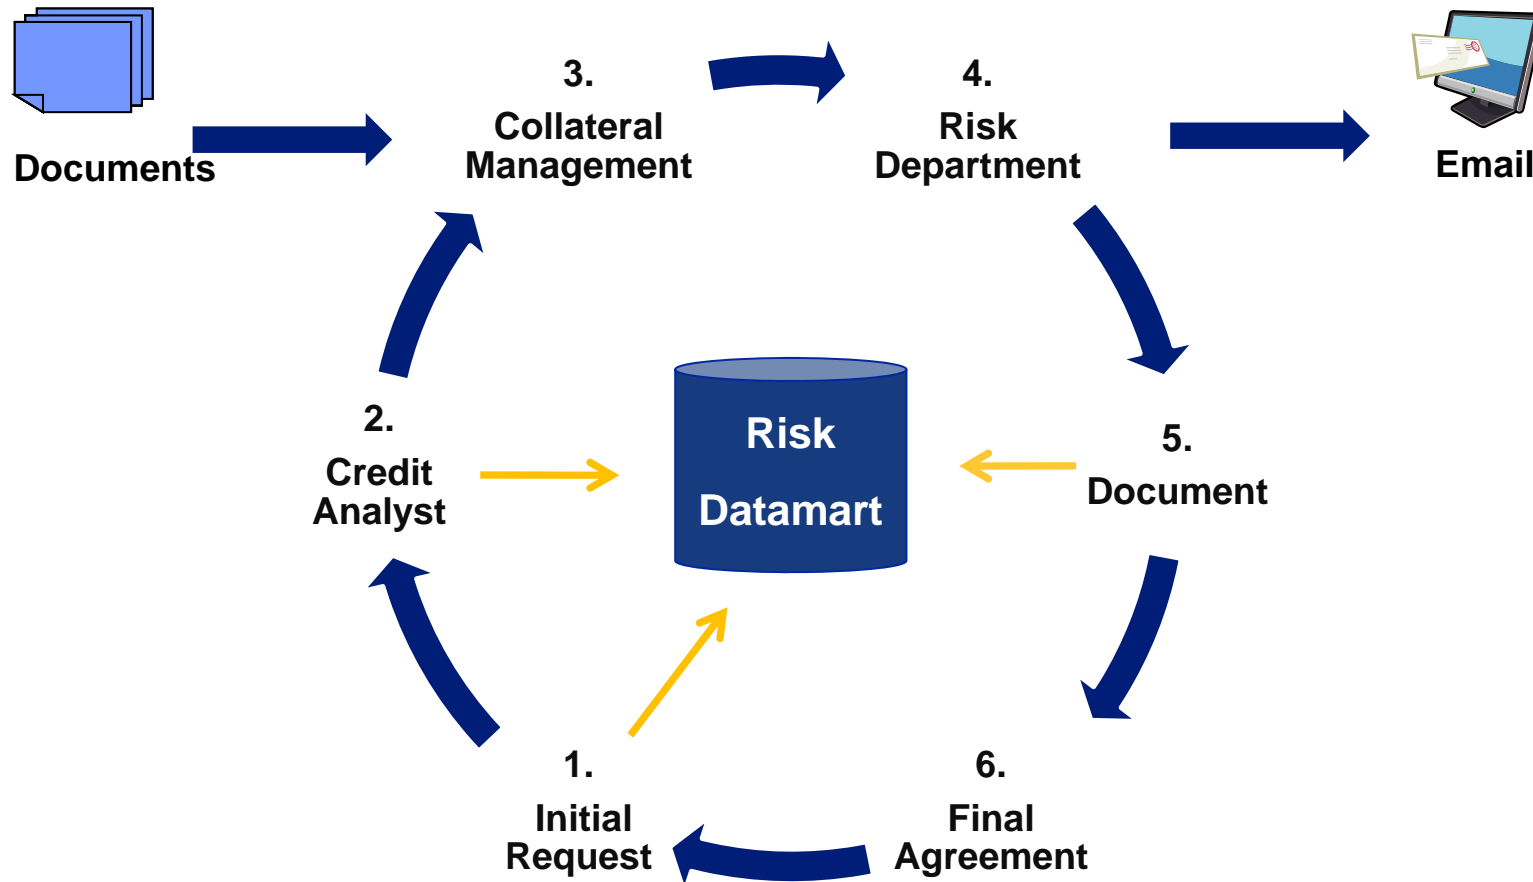 3.
Collateral
Management
4.
Risk
Department
Documents
Email
2.
Credit
Analyst
Risk
Datamart
5.
Document
1.
Initial
Request
6.
Final
Agreement